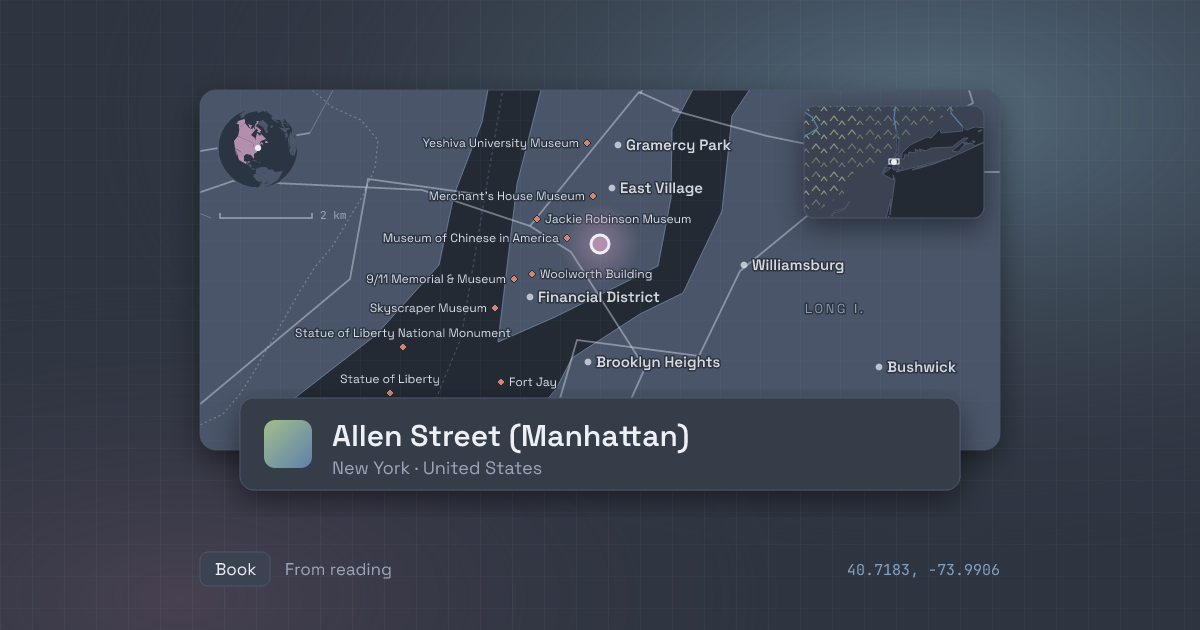 Yeshiva University Museum
Gramercy Park
East Village
Merchant's House Museum
2 km
Jackie Robinson Museum
Museum of Chinese in America
Williamsburg
Woolworth Building
9/11 Memorial & Museum
Financial District
Skyscraper Museum
LONG I.
Statue of Liberty National Monument
Brooklyn Heights
Bushwick
Statue of Liberty
Fort Jay
Allen Street (Manhattan)
New York · United States
Book
From reading
40.7183, -73.9906